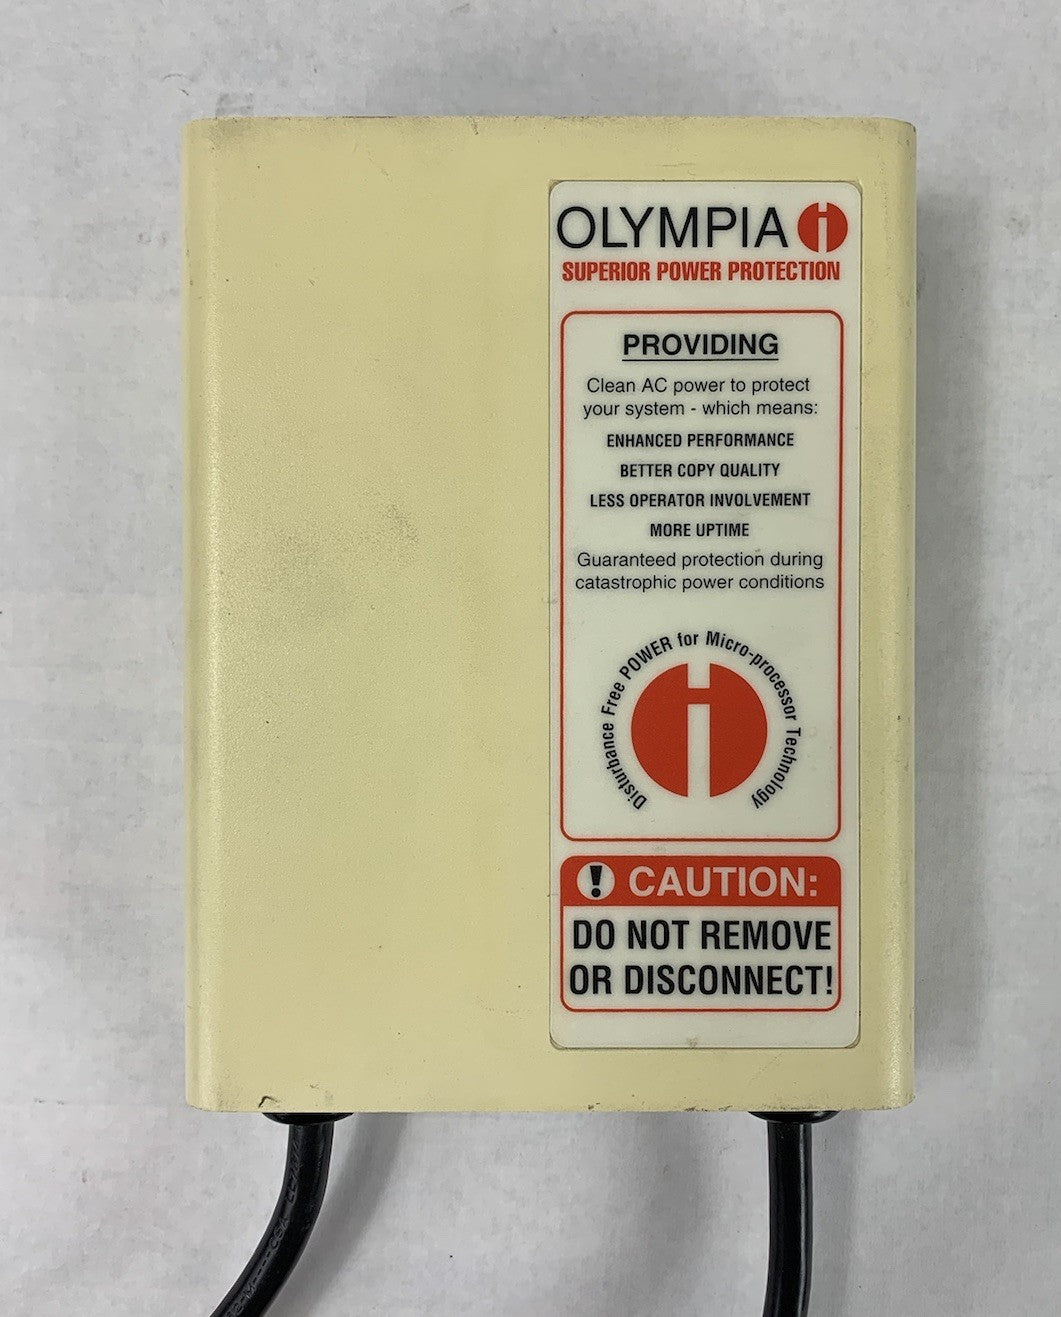 OLYMPIA
SUPERIOR POWER PROTECTION
PROVIDING
Clean AC power to protect
your system - which means:
ENHANCED PERFORMANCE
BETTER COPY QUALITY
LESS OPERATOR INVOLVEMENT
MORE UPTIME
Guaranteed protection during
catastrophic power conditions
Disturbance Free POWER for Micro-processor Technology
! CAUTION:
DO NOT REMOVE
OR DISCONNECT!